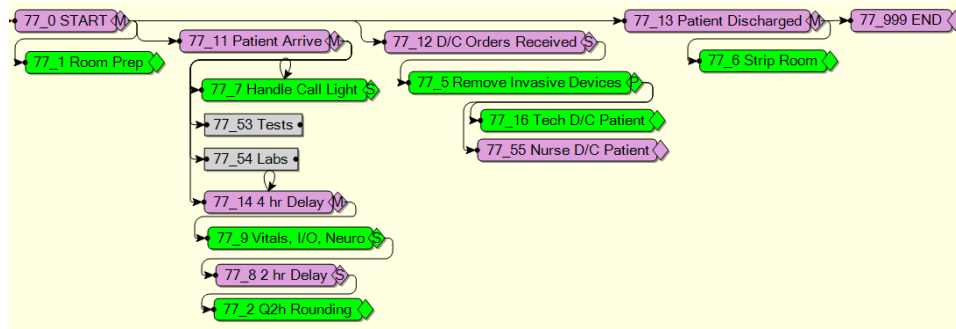 77_0 START M
77_13 Patient Discharged M
77_999 END
77_11 Patient Arrive M
77_12 D/C Orders Received S
77_1 Room Prep
77_6 Strip Room
77_7 Handle Call Light S
77_5 Remove Invasive Devices P
77_53 Tests
77_16 Tech D/C Patient
77_54 Labs
77_55 Nurse D/C Patient
77_14 4 hr Delay M
77_9 Vitals, I/O, Neuro S
77_8 2 hr Delay S
77_2 Q2h Rounding